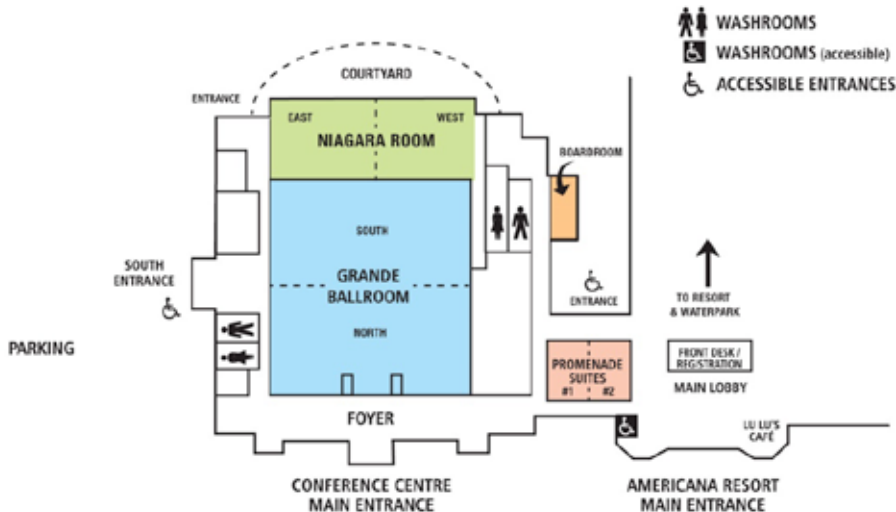 WASHROOMS
WASHROOMS (accessible)
ACCESSIBLE ENTRANCES
COURTYARD
ENTRANCE
EAST
WEST
NIAGARA ROOM
BOARDROOM
SOUTH
GRANDE
BALLROOM
NORTH
SOUTH
ENTRANCE
PARKING
ENTRANCE
TO RESORT
& WATERPARK
PROMENADE
SUITES
#1 #2
FRONT DESK /
REGISTRATION
MAIN LOBBY
FOYER
LU LU'S
CAFÉ
CONFERENCE CENTRE
MAIN ENTRANCE
AMERICANA RESORT
MAIN ENTRANCE